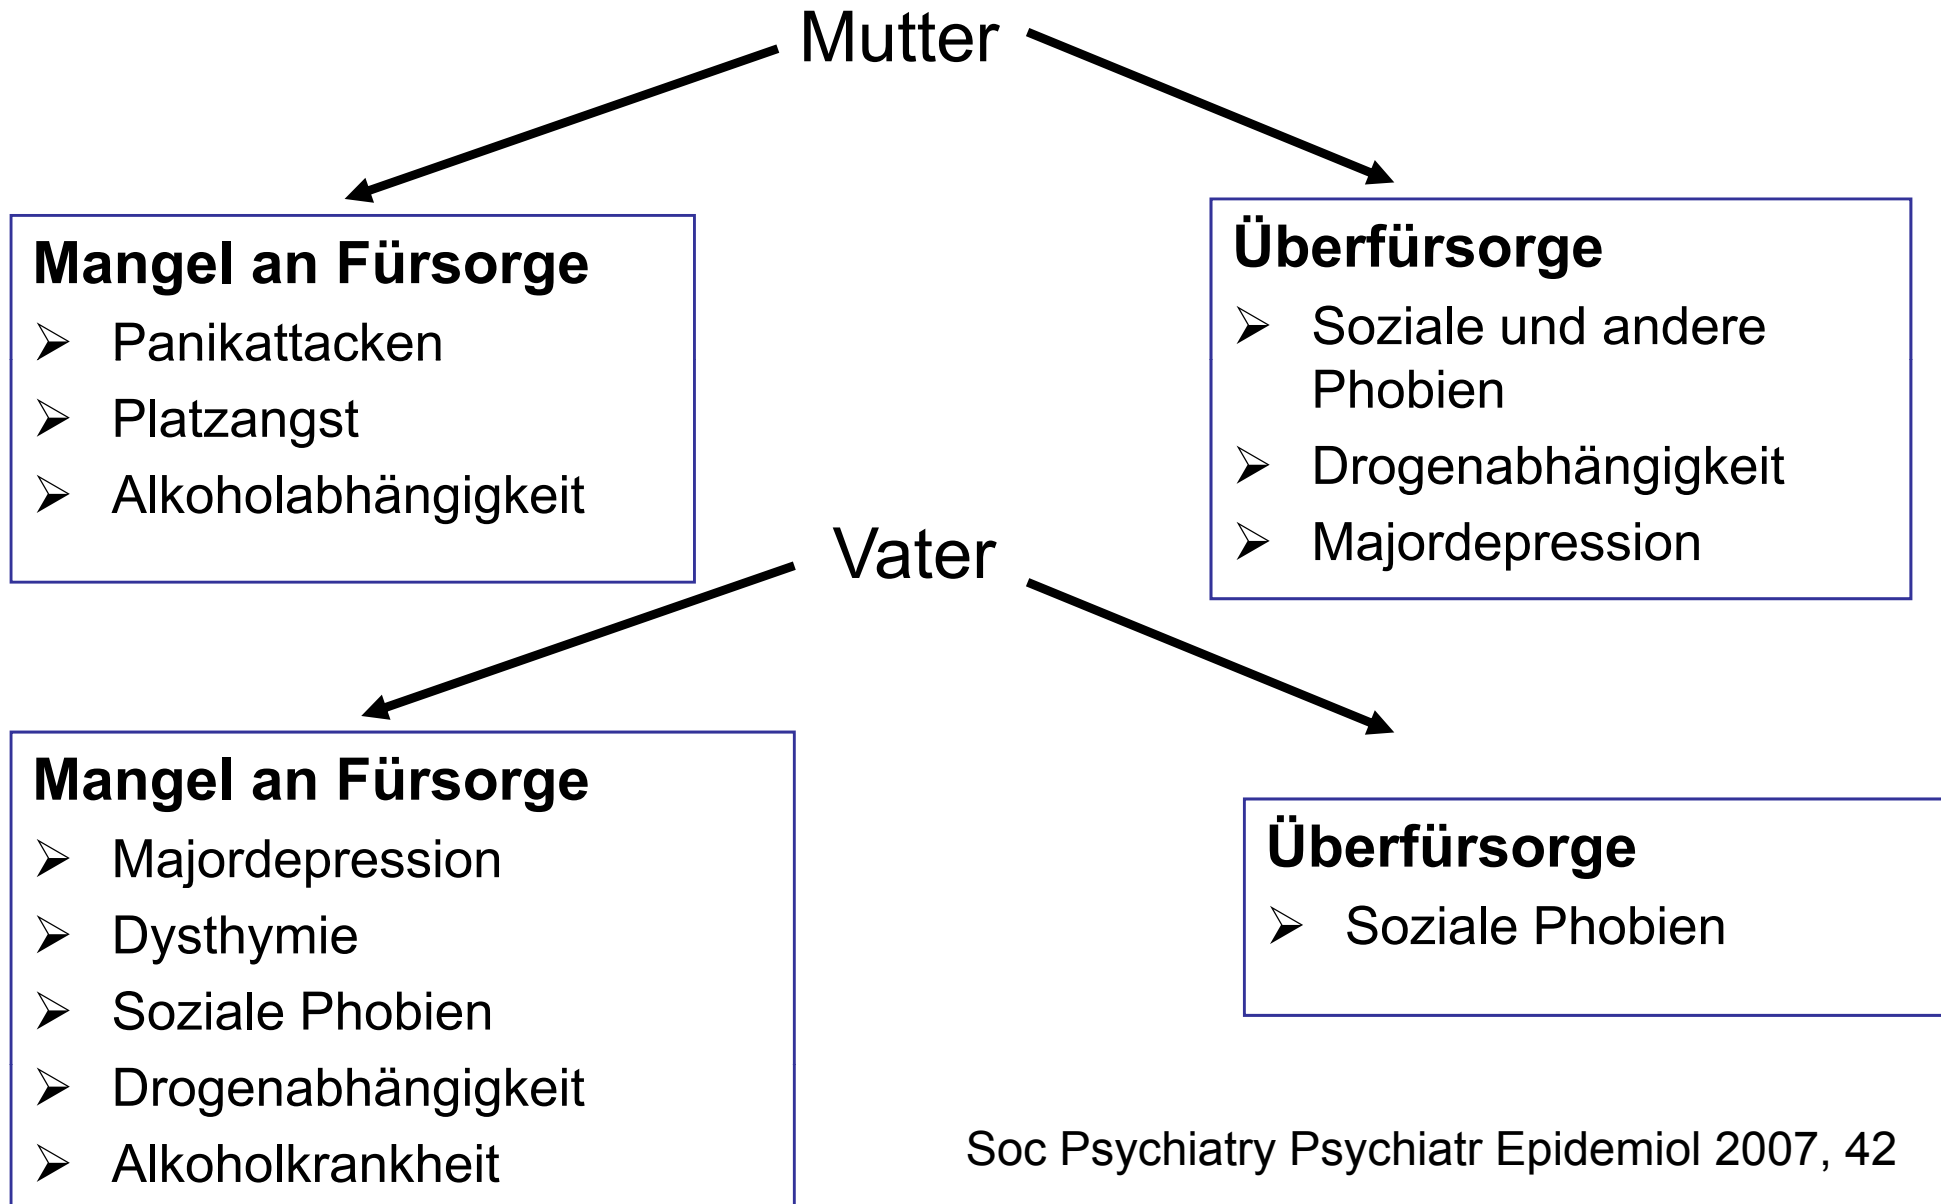 Mutter
Mangel an Fürsorge
➢ Panikattacken
➢ Platzangst
➢ Alkoholabhängigkeit
Überfürsorge
➢ Soziale und andere
Phobien
➢ Drogenabhängigkeit
➢ Majordepression
Vater
Mangel an Fürsorge
➢ Majordepression
➢ Dysthymie
➢ Soziale Phobien
➢ Drogenabhängigkeit
➢ Alkoholkrankheit
Überfürsorge
➢ Soziale Phobien
Soc Psychiatry Psychiatr Epidemiol 2007, 42